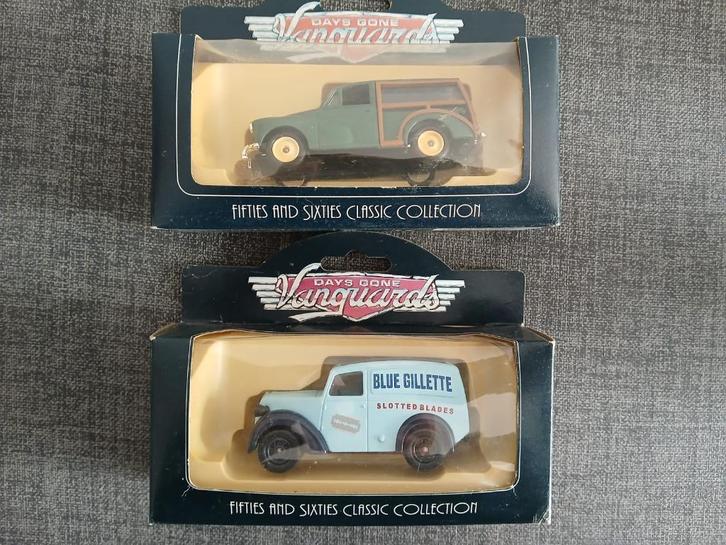 DAYS GONE
Vanguards
FIFTIES AND SIXTIES CLASSIC COLLECTION
DAYS GONE
Vanguards
BLUE GILLETTE
SLOTTED BLADES
FIFTIES AND SIXTIES CLASSIC COLLECTION